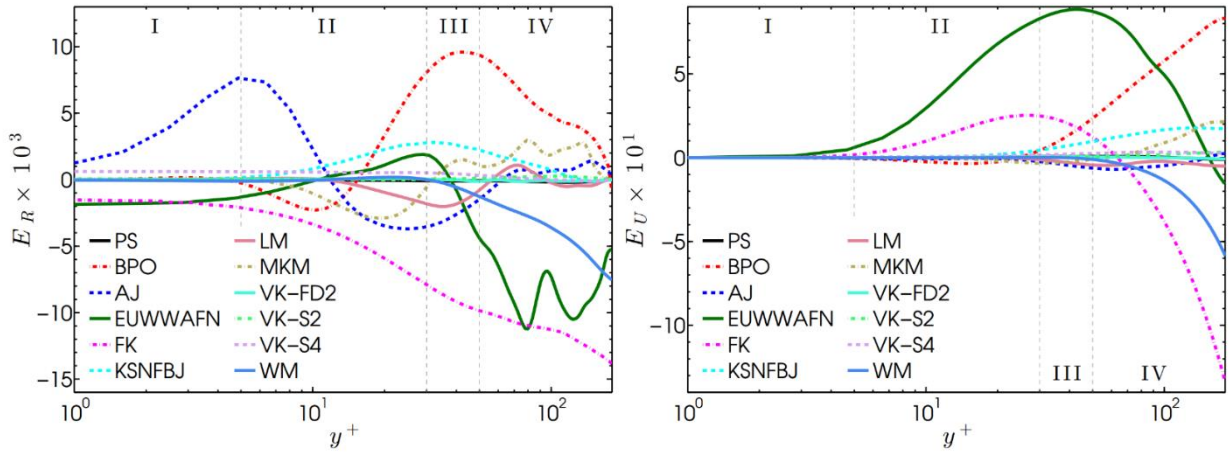 I II III IV
10
5
0
−5
−10
−15
E_R × 10^3
PS
BPO
AJ
EUWWAFN
FK
KSNFBJ
LM
MKM
VK−FD2
VK−S2
VK−S4
WM
10^0 10^1 10^2
y^+
I II
5
0
−5
−10
E_U × 10^1
PS
BPO
AJ
EUWWAFN
FK
KSNFBJ
LM
MKM
VK−FD2
VK−S2
VK−S4
WM
III IV
10^0 10^1 10^2
y^+